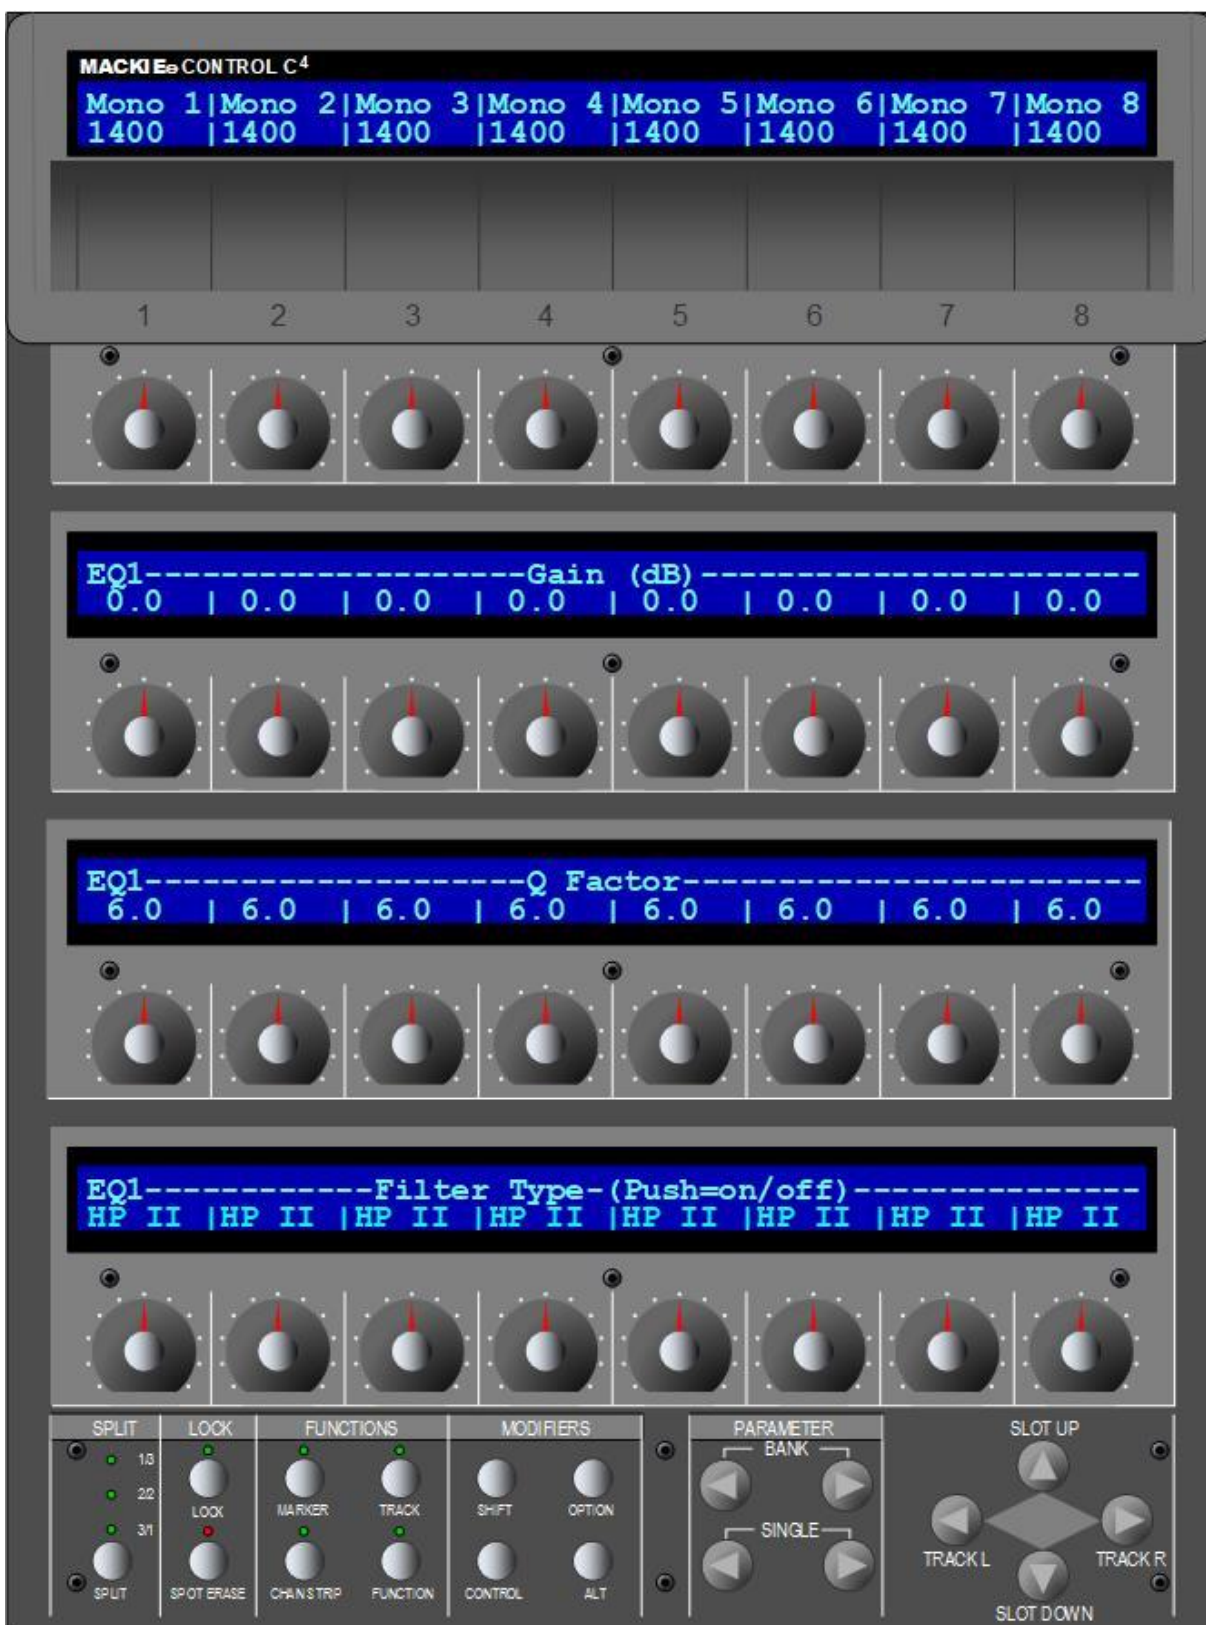 MACKIE CONTROL C4
Mono 1|Mono 2|Mono 3|Mono 4|Mono 5|Mono 6|Mono 7|Mono 8
1400 |1400 |1400 |1400 |1400 |1400 |1400 |1400
1 2 3 4 5 6 7 8
EQ1--------------------Gain (dB)-----------------------
0.0 | 0.0 | 0.0 | 0.0 | 0.0 | 0.0 | 0.0 | 0.0
EQ1--------------------Q Factor------------------------
6.0 | 6.0 | 6.0 | 6.0 | 6.0 | 6.0 | 6.0 | 6.0
EQ1------------Filter Type-(Push=on/off)---------------
HP II |HP II |HP II |HP II |HP II |HP II |HP II |HP II
SPLIT LOCK FUNCTIONS MODIFIERS PARAMETER SLOT UP
BANK
1/3
2/2
LOCK MARKER TRACK SHIFT OPTION
3/1
SINGLE
TRACK L TRACK R
SPLIT SPOT ERASE CHAN STRIP FUNCTION CONTROL ALT
SLOT DOWN